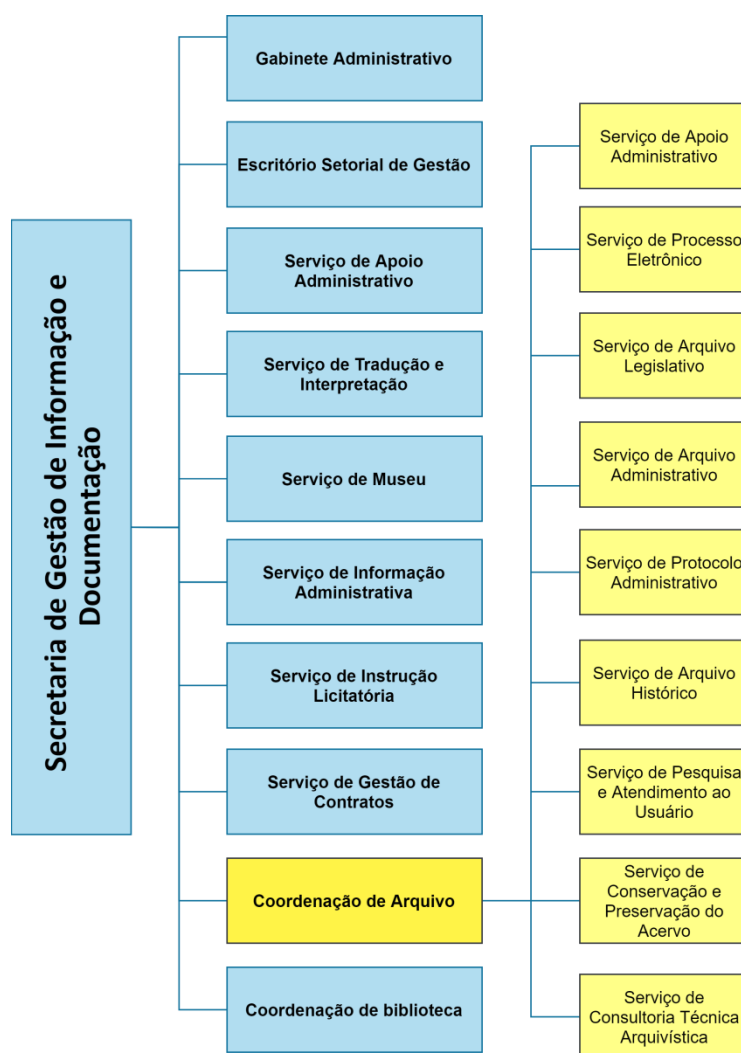 Secretaria de Gestão de Informação e
Documentação
Gabinete Administrativo
Escritório Setorial de Gestão
Serviço de Apoio
Administrativo
Serviço de Tradução e
Interpretação
Serviço de Museu
Serviço de Informação
Administrativa
Serviço de Instrução
Licitatória
Serviço de Gestão de
Contratos
Coordenação de Arquivo
Coordenação de biblioteca
Serviço de Apoio
Administrativo
Serviço de Processo
Eletrônico
Serviço de Arquivo
Legislativo
Serviço de Arquivo
Administrativo
Serviço de Protocolo
Administrativo
Serviço de Arquivo
Histórico
Serviço de Pesquisa
e Atendimento ao
Usuário
Serviço de
Conservação e
Preservação do
Acervo
Serviço de
Consultoria Técnica
Arquivística